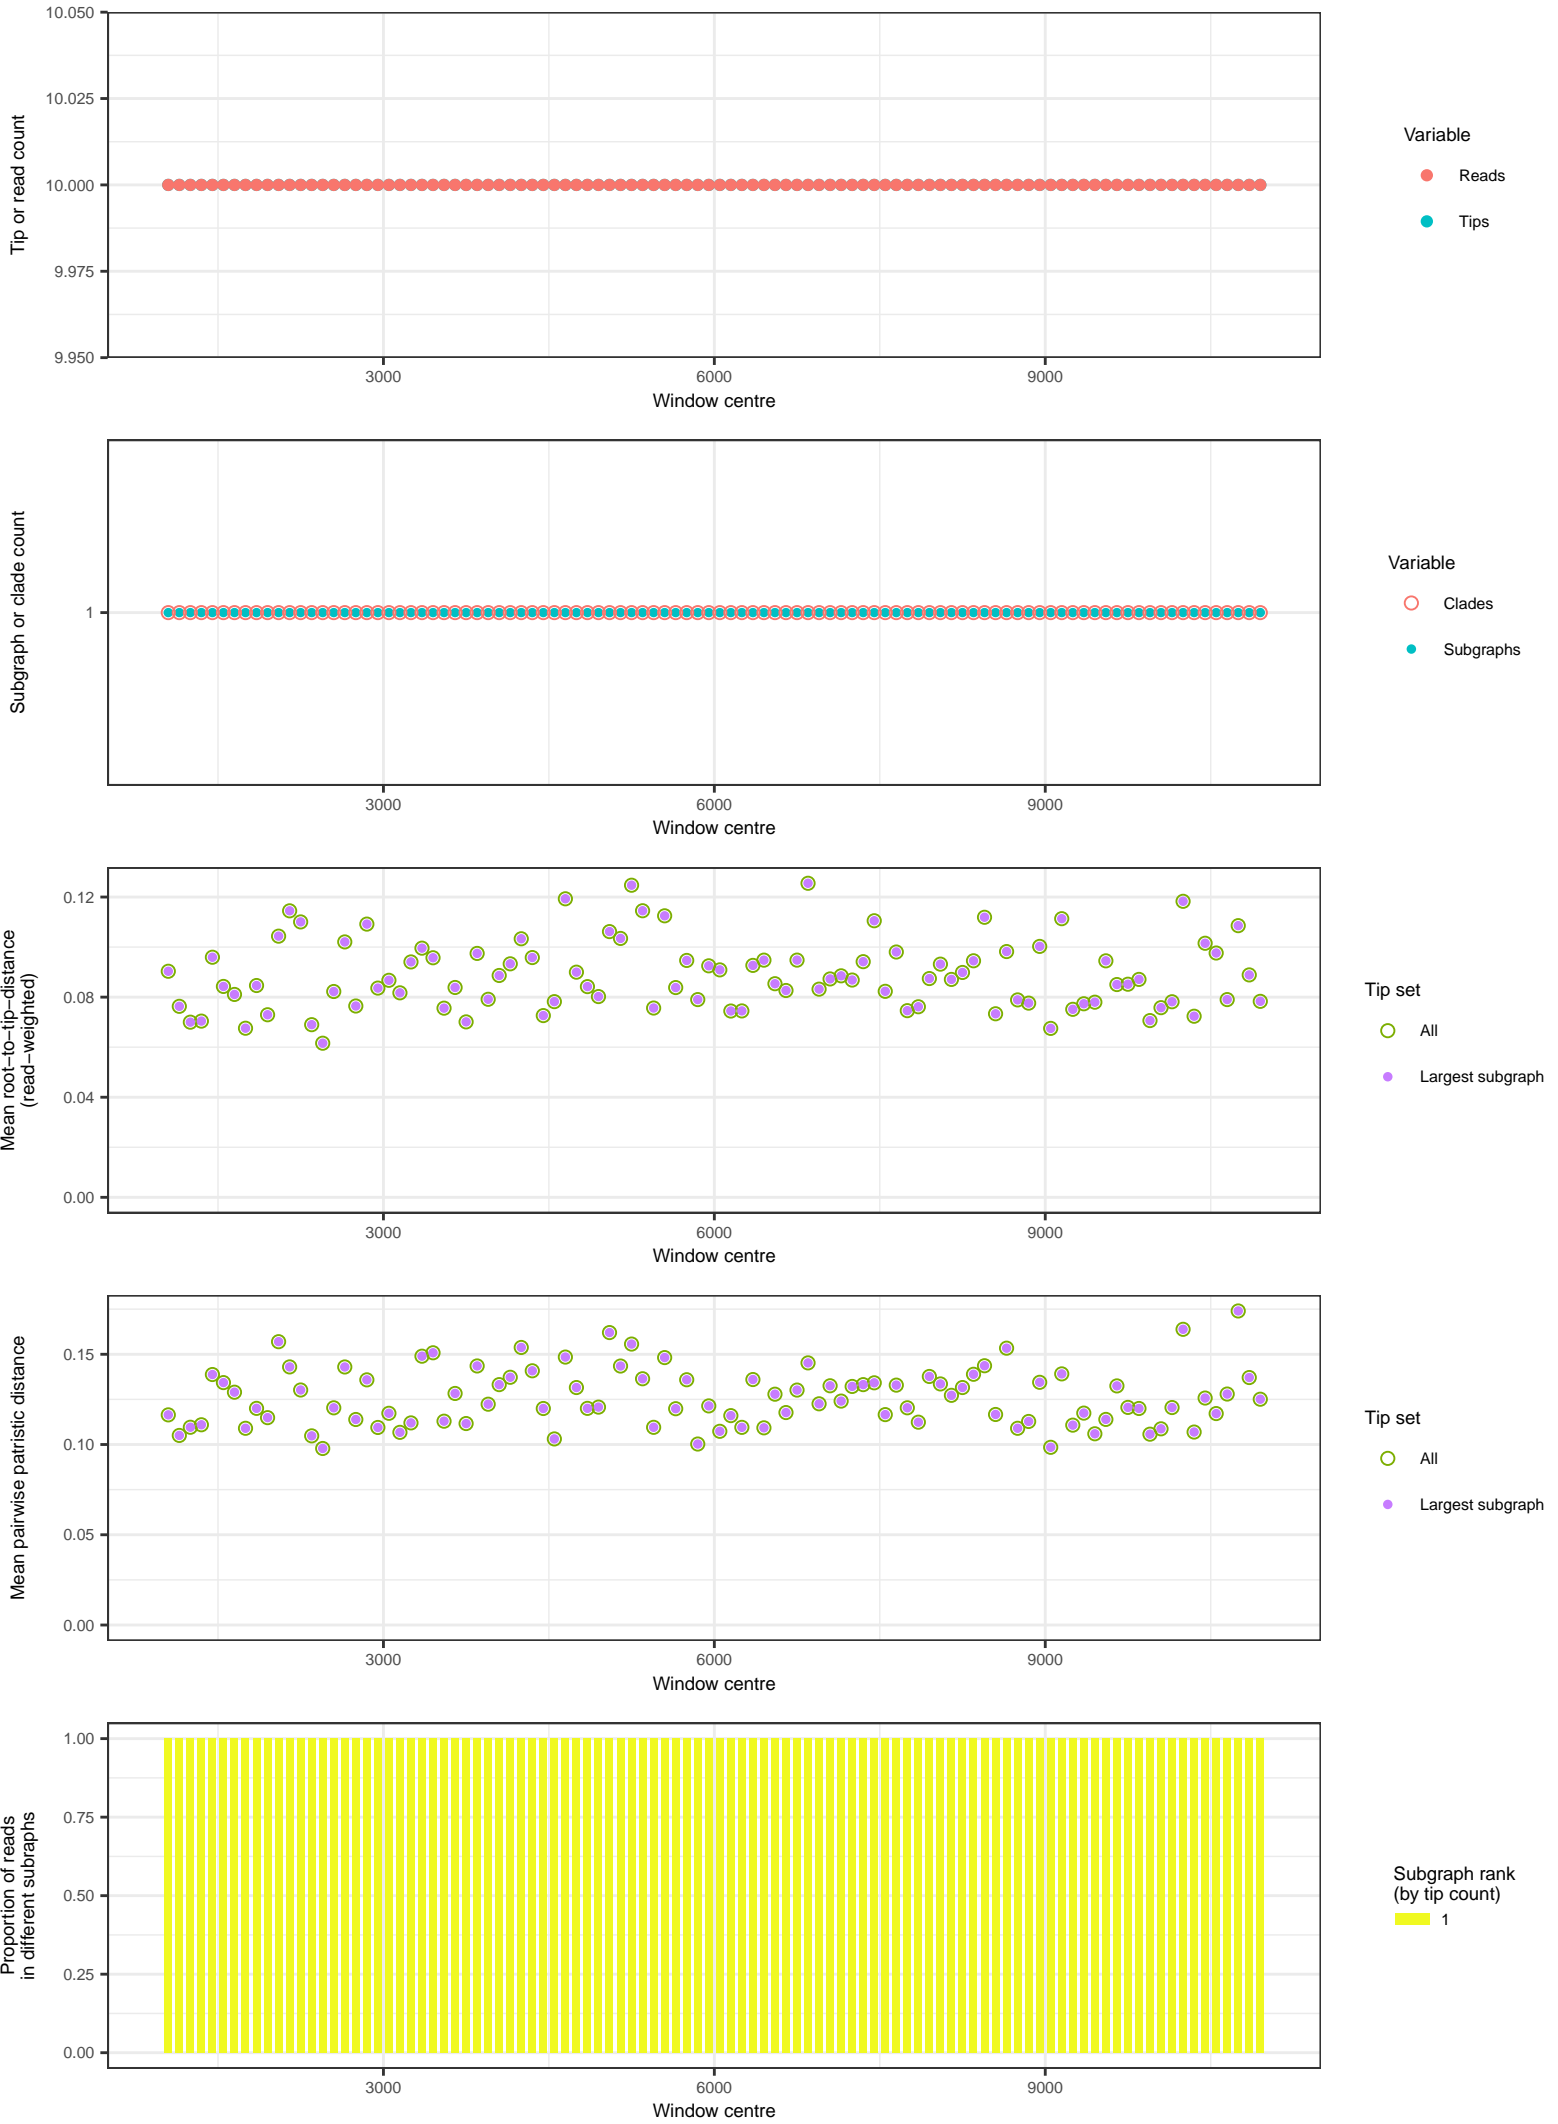 10.050
10.025
10.000
9.975
9.950
Tip or read count
3000 6000 9000
Window centre
Variable
Reads
Tips
1
Subgraph or clade count
3000 6000 9000
Window centre
Variable
Clades
Subgraphs
0.12
0.08
0.04
0.00
Mean root−to−tip−distance
(read−weighted)
3000 6000 9000
Window centre
Tip set
All
Largest subgraph
0.15
0.10
0.05
0.00
Mean pairwise patristic distance
3000 6000 9000
Window centre
Tip set
All
Largest subgraph
1.00
0.75
0.50
0.25
0.00
Proportion of reads
in different subraphs
3000 6000 9000
Window centre
Subgraph rank
(by tip count)
1